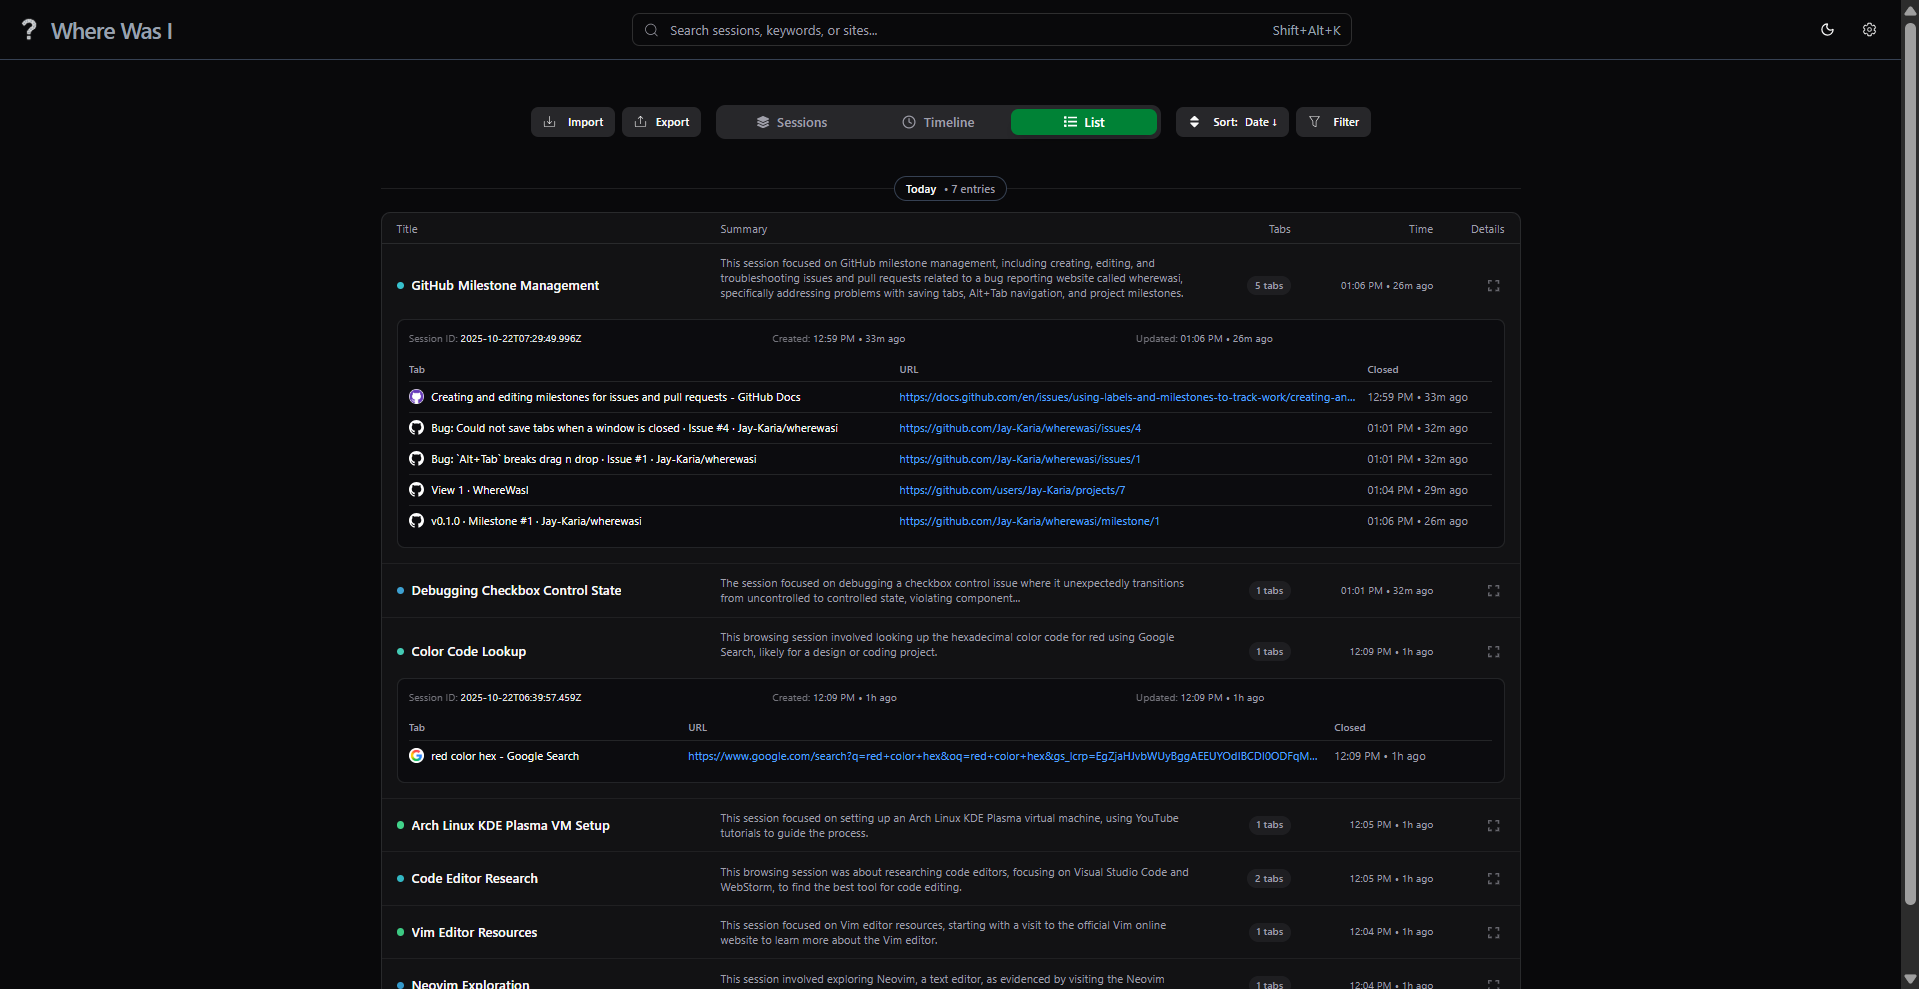 ? Where Was I
Search sessions, keywords, or sites... Shift+Alt+K
Import Export Sessions Timeline List Sort: Date ↓ Filter
Today • 7 entries
Title Summary Tabs Time Details
GitHub Milestone Management
This session focused on GitHub milestone management, including creating, editing, and
troubleshooting issues and pull requests related to a bug reporting website called wherewasi,
specifically addressing problems with saving tabs, Alt+Tab navigation, and project milestones.
5 tabs 01:06 PM • 26m ago
Session ID: 2025-10-22T07:29:49.996Z Created: 12:59 PM • 33m ago Updated: 01:06 PM • 26m ago
Tab URL Closed
Creating and editing milestones for issues and pull requests - GitHub Docs https://docs.github.com/en/issues/using-labels-and-milestones-to-track-work/creating-an... 12:59 PM • 33m ago
Bug: Could not save tabs when a window is closed · Issue #4 · Jay-Karia/wherewasi https://github.com/Jay-Karia/wherewasi/issues/4 01:01 PM • 32m ago
Bug: `Alt+Tab` breaks drag n drop · Issue #1 · Jay-Karia/wherewasi https://github.com/Jay-Karia/wherewasi/issues/1 01:01 PM • 32m ago
View 1 · WhereWasI https://github.com/users/Jay-Karia/projects/7 01:04 PM • 29m ago
v0.1.0 · Milestone #1 · Jay-Karia/wherewasi https://github.com/Jay-Karia/wherewasi/milestone/1 01:06 PM • 26m ago
Debugging Checkbox Control State
The session focused on debugging a checkbox control issue where it unexpectedly transitions
from uncontrolled to controlled state, violating component...
1 tabs 01:01 PM • 32m ago
Color Code Lookup
This browsing session involved looking up the hexadecimal color code for red using Google
Search, likely for a design or coding project.
1 tabs 12:09 PM • 1h ago
Session ID: 2025-10-22T06:39:57.459Z Created: 12:09 PM • 1h ago Updated: 12:09 PM • 1h ago
Tab URL Closed
red color hex - Google Search https://www.google.com/search?q=red+color+hex&oq=red+color+hex&gs_lcrp=EgZjaHJvbWUyBggAEEUYOdIBCDI0ODFqM... 12:09 PM • 1h ago
Arch Linux KDE Plasma VM Setup
This session focused on setting up an Arch Linux KDE Plasma virtual machine, using YouTube
tutorials to guide the process.
1 tabs 12:05 PM • 1h ago
Code Editor Research
This browsing session was about researching code editors, focusing on Visual Studio Code and
WebStorm, to find the best tool for code editing.
2 tabs 12:05 PM • 1h ago
Vim Editor Resources
This session focused on Vim editor resources, starting with a visit to the official Vim online
website to learn more about the Vim editor.
1 tabs 12:04 PM • 1h ago
Neovim Exploration
This session involved exploring Neovim, a text editor, as evidenced by visiting the Neovim
1 tabs 12:04 PM • 1h ago